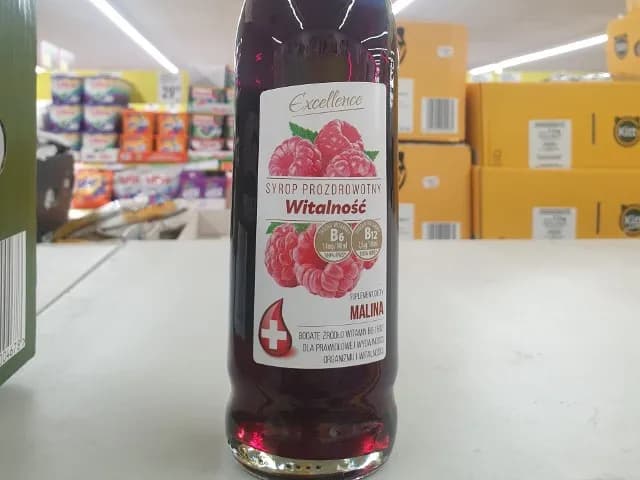 Excellence
SYROP PROZDROWOTNY
Witalność
B6
B12
SUPLEMENT DIETY
MALINA
BOGATE ŹRÓDŁO WITAMIN B6 I B12
DLA PRAWIDŁOWEJ WYDAJNOŚCI
ORGANIZMU I WITALNOŚCI